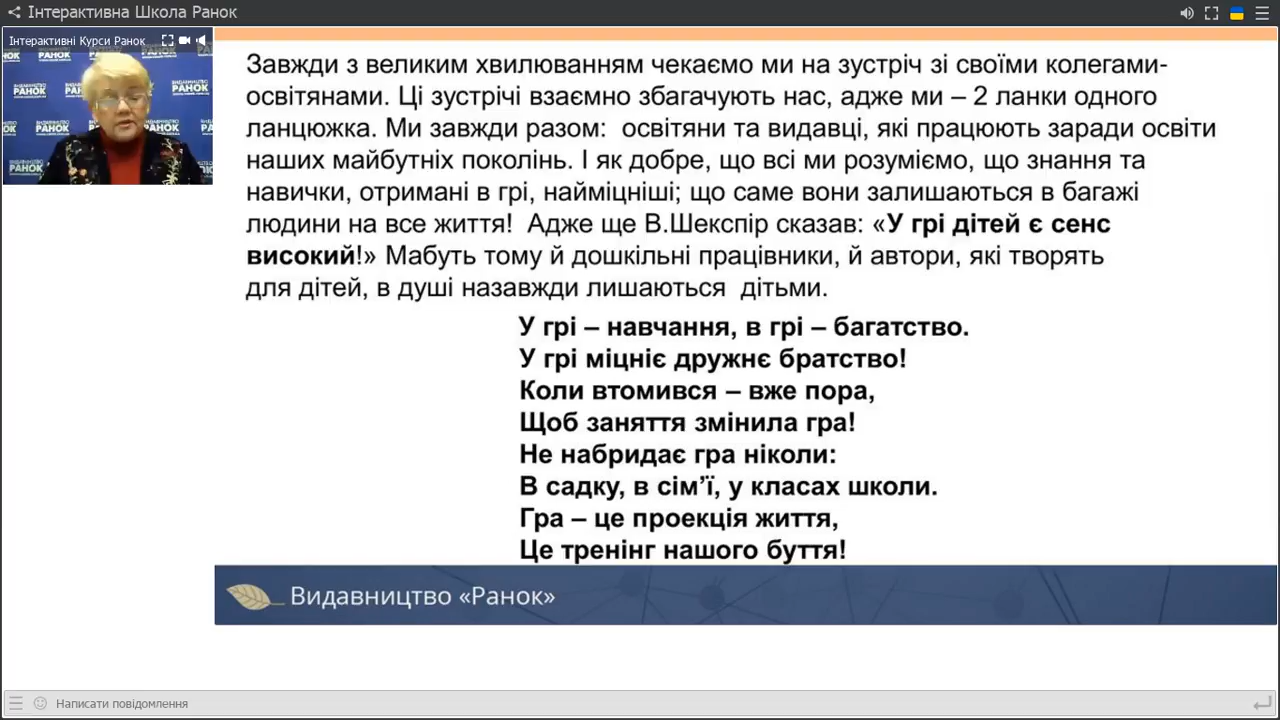 Інтерактивна Школа Ранок
Інтерактивні Курси Ранок
Завжди з великим хвилюванням чекаємо ми на зустріч зі своїми колегами-
освітянами. Ці зустрічі взаємно збагачують нас, адже ми – 2 ланки одного
ланцюжка. Ми завжди разом: освітяни та видавці, які працюють заради освіти
наших майбутніх поколінь. І як добре, що всі ми розуміємо, що знання та
навички, отримані в грі, найміцніші; що саме вони залишаються в багажі
людини на все життя! Адже ще В.Шекспір сказав: «У грі дітей є сенс
високий!» Мабуть тому й дошкільні працівники, й автори, які творять
для дітей, в душі назавжди лишаються дітьми.
У грі – навчання, в грі – багатство.
У грі міцніє дружнє братство!
Коли втомився – вже пора,
Щоб заняття змінила гра!
Не набридає гра ніколи:
В садку, в сім’ї, у класах школи.
Гра – це проекція життя,
Це тренінг нашого буття!
Видавництво «Ранок»
Написати повідомлення